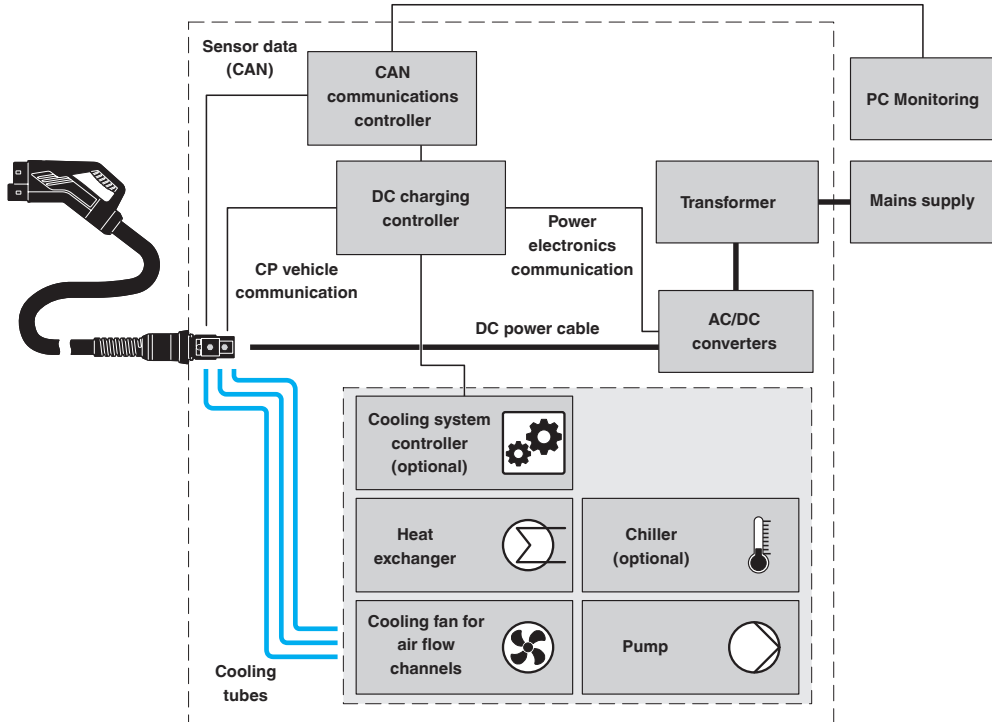 Sensor data
(CAN)
CAN
communications
controller
PC Monitoring
DC charging
controller
Transformer
Mains supply
CP vehicle
communication
Power
electronics
communication
DC power cable
AC/DC
converters
Cooling system
controller
(optional)
Heat
exchanger
Chiller
(optional)
Cooling fan for
air flow
channels
Pump
Cooling
tubes